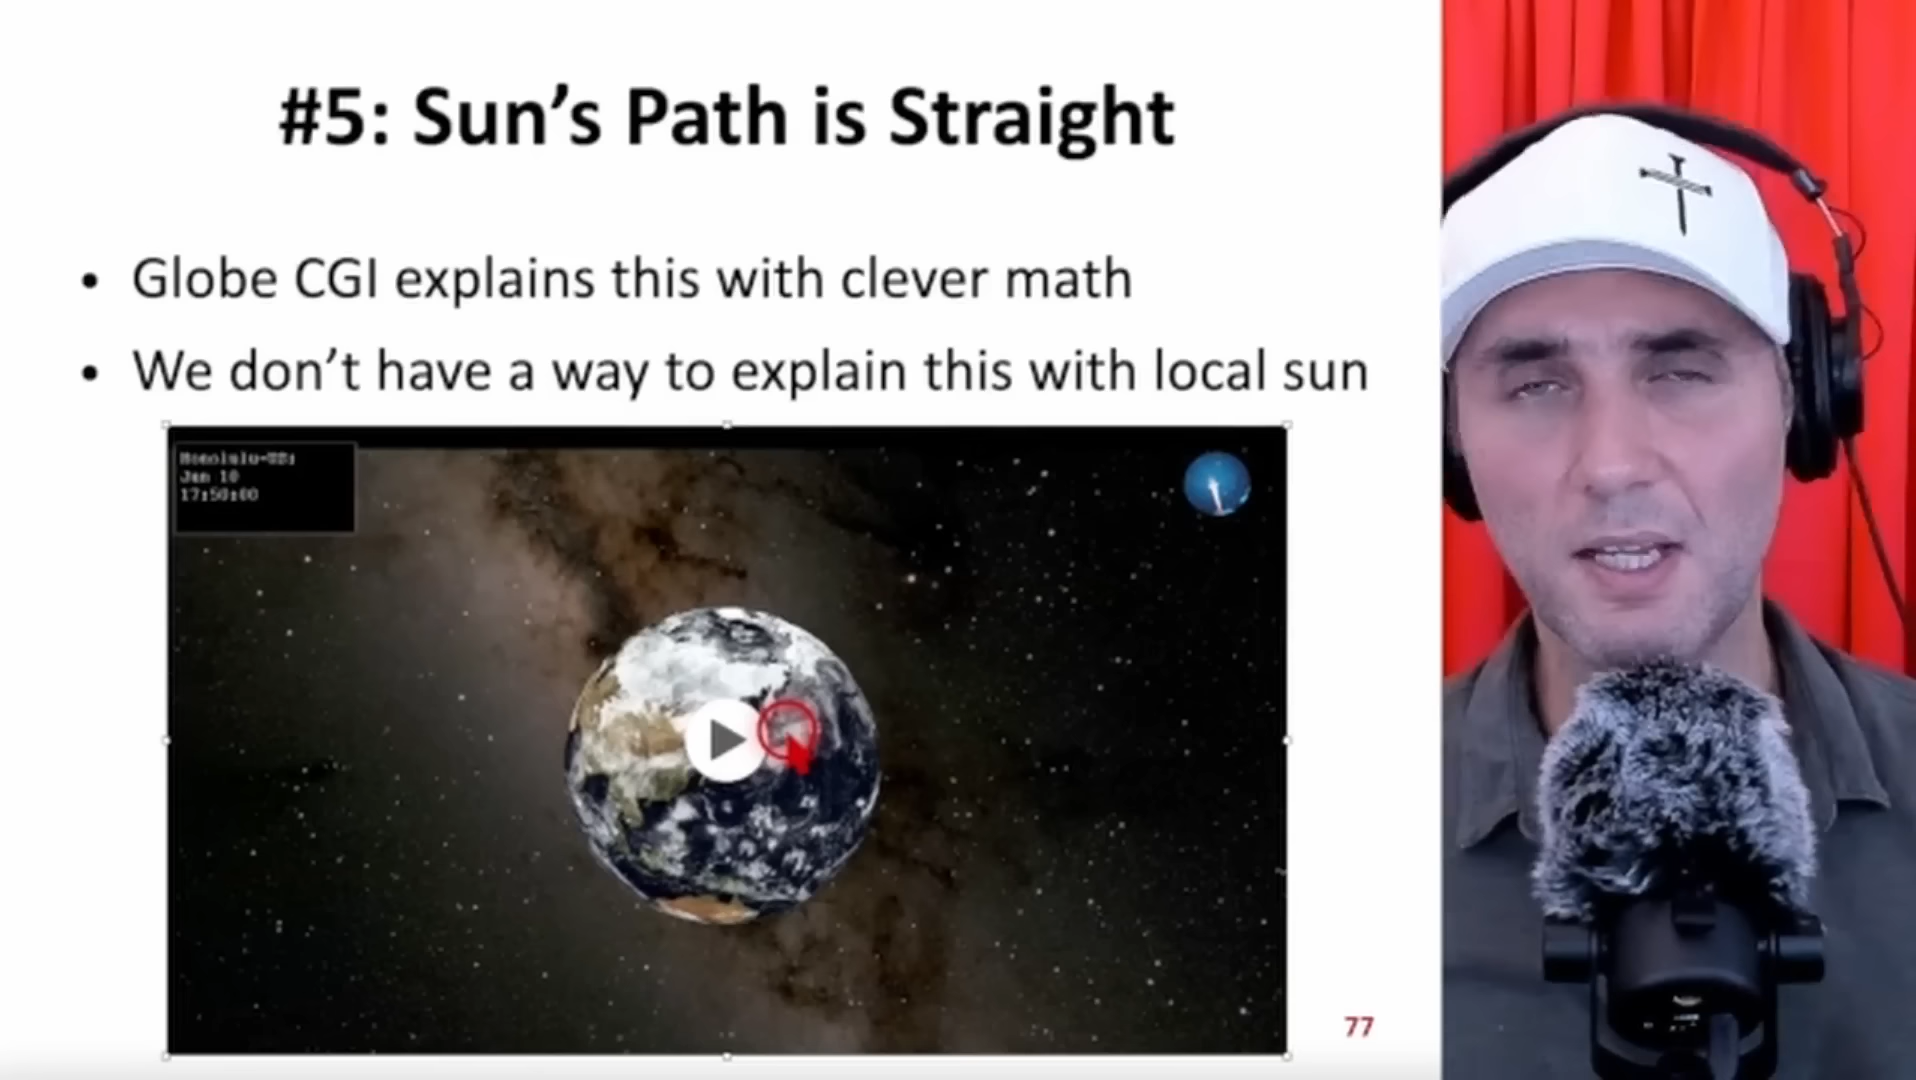 #5: Sun's Path is Straight
• Globe CGI explains this with clever math
• We don't have a way to explain this with local sun
Jan 10
17:50:00
77